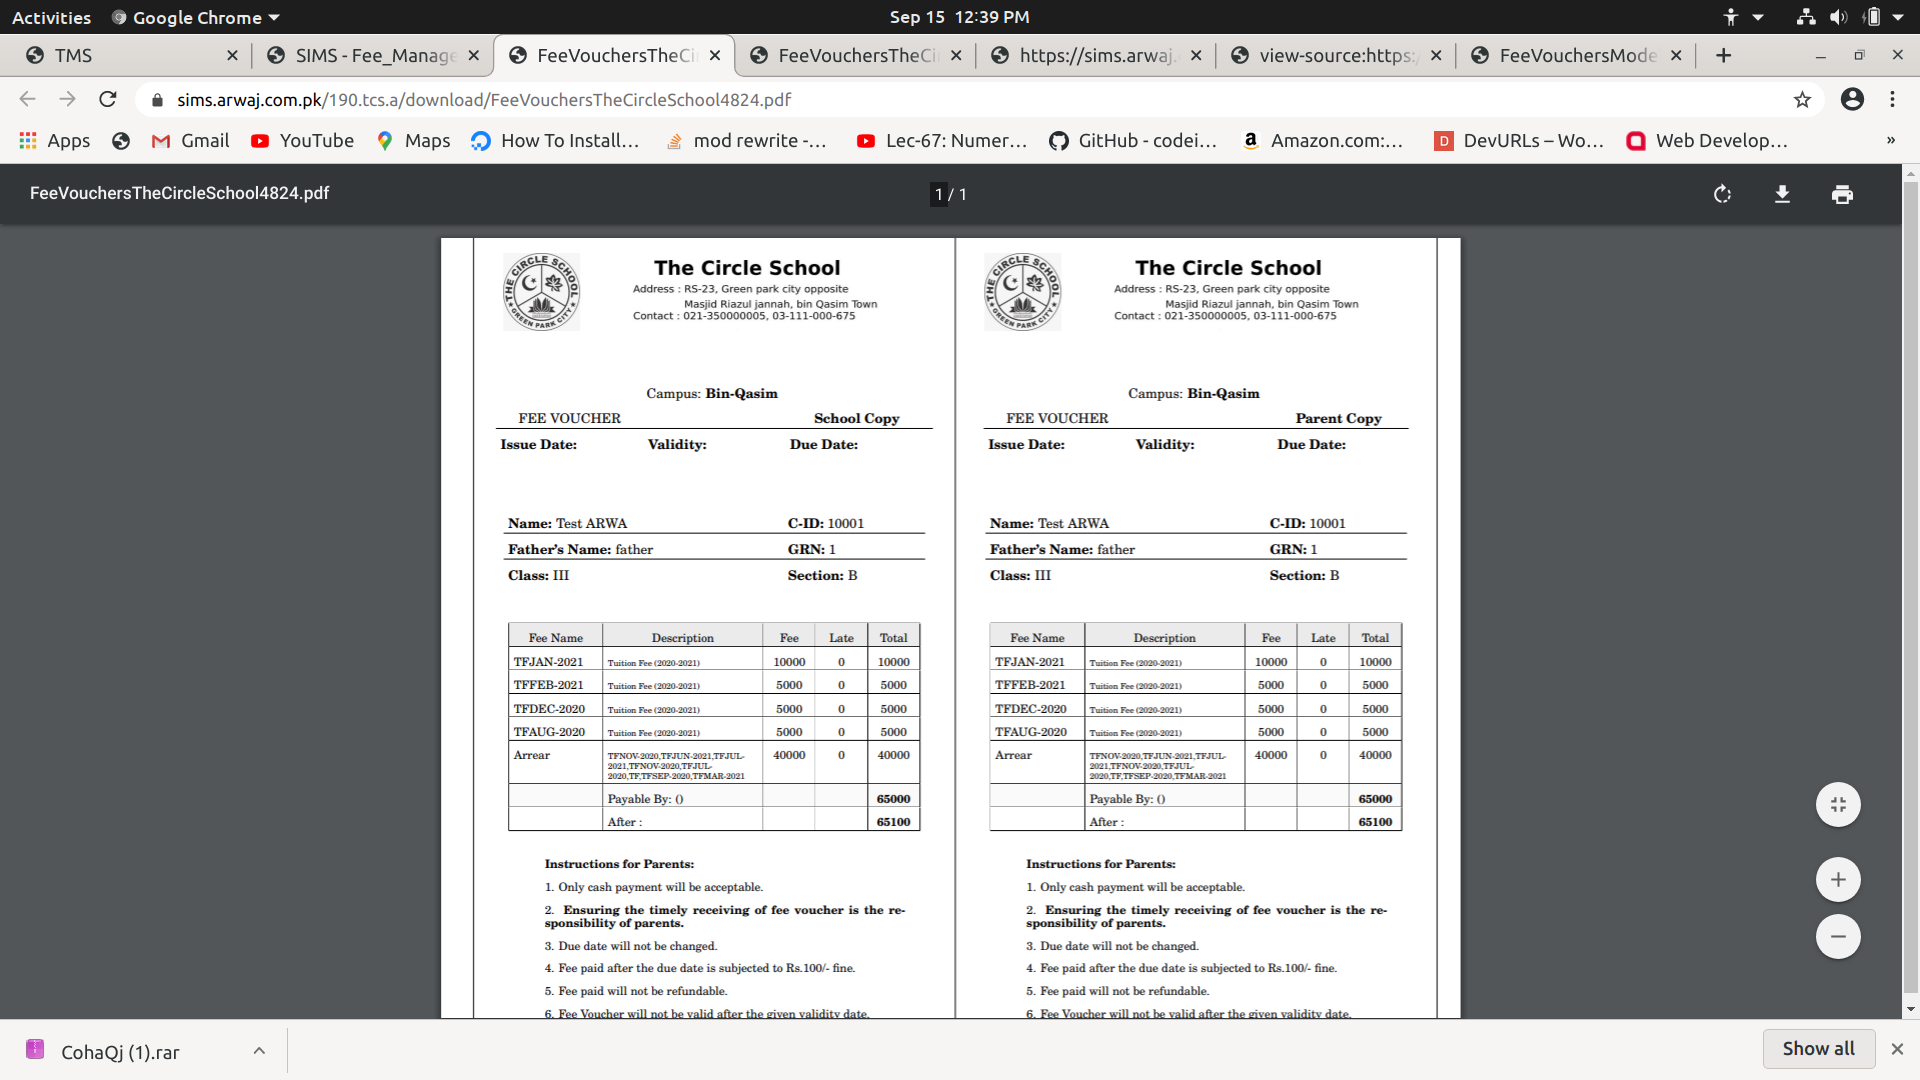 Activities
Google Chrome
Sep 15 12:39 PM
TMS
SIMS - Fee_Manage
FeeVouchersTheCi
FeeVouchersTheCi
https://sims.arwaj.
view-source:https:/
FeeVouchersMode
sims.arwaj.com.pk/190.tcs.a/download/FeeVouchersTheCircleSchool4824.pdf
Apps
Gmail
YouTube
Maps
How To Install...
mod rewrite -...
Lec-67: Numer...
GitHub - codei...
Amazon.com:...
DevURLs – Wo...
Web Develop...
»
FeeVouchersTheCircleSchool4824.pdf
1 / 1
THE CIRCLE SCHOOL
GREEN PARK CITY
The Circle School
Address : RS-23, Green park city opposite
Masjid Riazul jannah, bin Qasim Town
Contact : 021-350000005, 03-111-000-675
Campus: Bin-Qasim
FEE VOUCHER School Copy
Issue Date: Validity: Due Date:
Name: Test ARWA C-ID: 10001
Father's Name: father GRN: 1
Class: III Section: B
Fee Name Description Fee Late Total
TFJAN-2021 Tuition Fee (2020-2021) 10000 0 10000
TFFEB-2021 Tuition Fee (2020-2021) 5000 0 5000
TFDEC-2020 Tuition Fee (2020-2021) 5000 0 5000
TFAUG-2020 Tuition Fee (2020-2021) 5000 0 5000
Arrear TFNOV-2020,TFJUN-2021,TFJUL- 40000 0 40000
2021,TFNOV-2020,TFJUL-
2020,TF,TFSEP-2020,TFMAR-2021
Payable By: () 65000
After : 65100
Instructions for Parents:
1. Only cash payment will be acceptable.
2. Ensuring the timely receiving of fee voucher is the re-
sponsibility of parents.
3. Due date will not be changed.
4. Fee paid after the due date is subjected to Rs.100/- fine.
5. Fee paid will not be refundable.
6. Fee Voucher will not be valid after the given validity date.
THE CIRCLE SCHOOL
GREEN PARK CITY
The Circle School
Address : RS-23, Green park city opposite
Masjid Riazul jannah, bin Qasim Town
Contact : 021-350000005, 03-111-000-675
Campus: Bin-Qasim
FEE VOUCHER Parent Copy
Issue Date: Validity: Due Date:
Name: Test ARWA C-ID: 10001
Father's Name: father GRN: 1
Class: III Section: B
Fee Name Description Fee Late Total
TFJAN-2021 Tuition Fee (2020-2021) 10000 0 10000
TFFEB-2021 Tuition Fee (2020-2021) 5000 0 5000
TFDEC-2020 Tuition Fee (2020-2021) 5000 0 5000
TFAUG-2020 Tuition Fee (2020-2021) 5000 0 5000
Arrear TFNOV-2020,TFJUN-2021,TFJUL- 40000 0 40000
2021,TFNOV-2020,TFJUL-
2020,TF,TFSEP-2020,TFMAR-2021
Payable By: () 65000
After : 65100
Instructions for Parents:
1. Only cash payment will be acceptable.
2. Ensuring the timely receiving of fee voucher is the re-
sponsibility of parents.
3. Due date will not be changed.
4. Fee paid after the due date is subjected to Rs.100/- fine.
5. Fee paid will not be refundable.
6. Fee Voucher will not be valid after the given validity date.
CohaQj (1).rar
Show all